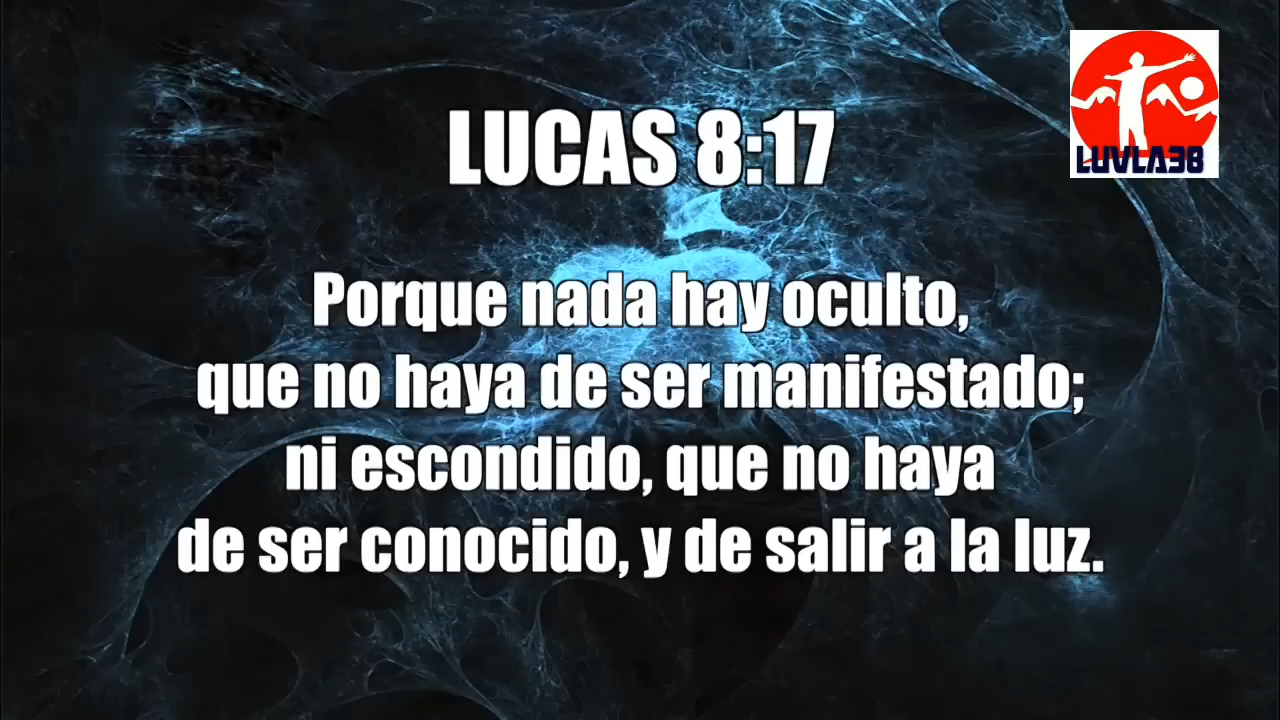 LUVLA38
LUCAS 8:17
Porque nada hay oculto,
que no haya de ser manifestado;
ni escondido, que no haya
de ser conocido, y de salir a la luz.